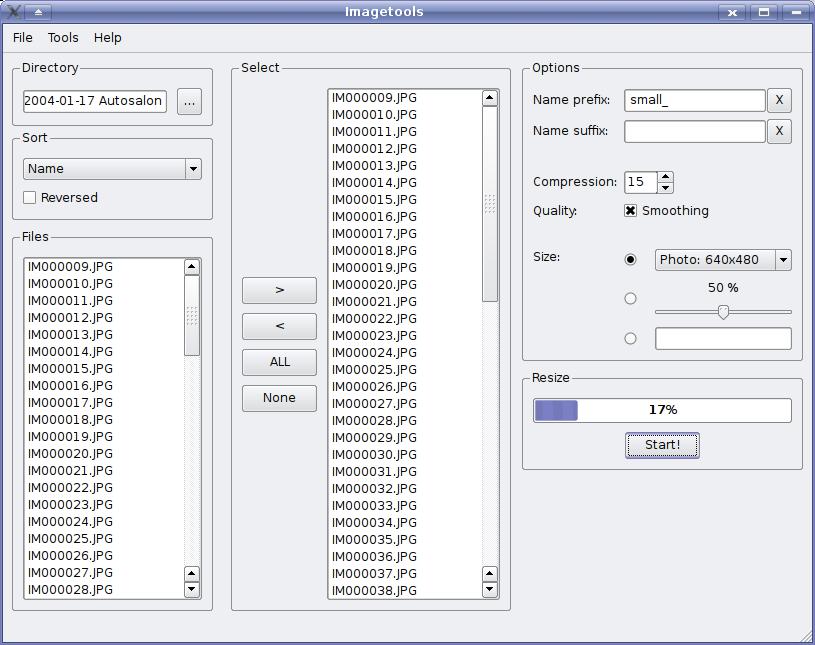 Imagetools
File Tools Help
Directory
2004-01-17 Autosalon
...
Sort
Name
Reversed
Files
IM000009.JPG
IM000010.JPG
IM000011.JPG
IM000012.JPG
IM000013.JPG
IM000014.JPG
IM000015.JPG
IM000016.JPG
IM000017.JPG
IM000018.JPG
IM000019.JPG
IM000020.JPG
IM000021.JPG
IM000022.JPG
IM000023.JPG
IM000024.JPG
IM000025.JPG
IM000026.JPG
IM000027.JPG
IM000028.JPG
Select
>
<
ALL
None
IM000009.JPG
IM000010.JPG
IM000011.JPG
IM000012.JPG
IM000013.JPG
IM000014.JPG
IM000015.JPG
IM000016.JPG
IM000017.JPG
IM000018.JPG
IM000019.JPG
IM000020.JPG
IM000021.JPG
IM000022.JPG
IM000023.JPG
IM000024.JPG
IM000025.JPG
IM000026.JPG
IM000027.JPG
IM000028.JPG
IM000029.JPG
IM000030.JPG
IM000031.JPG
IM000032.JPG
IM000033.JPG
IM000034.JPG
IM000035.JPG
IM000036.JPG
IM000037.JPG
IM000038.JPG
Options
Name prefix: small_ X
Name suffix: X
Compression: 15
Quality: Smoothing
Size: Photo: 640x480
50 %
Resize
17%
Start!